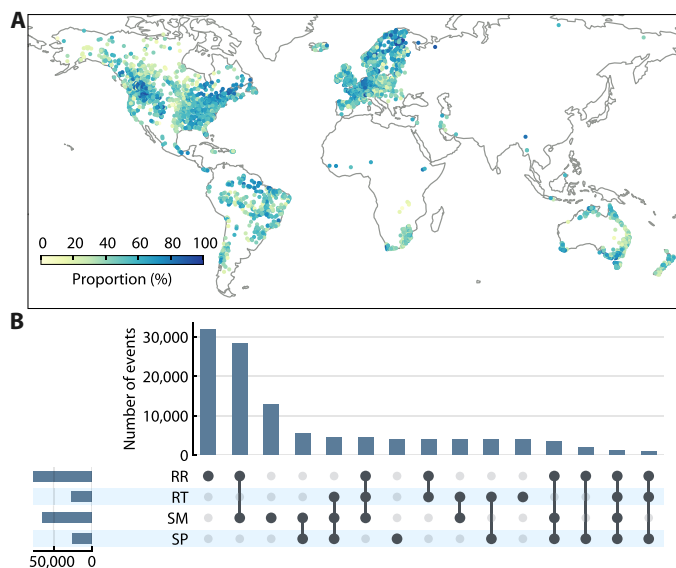 A
0 20 40 60 80 100
Proportion (%)
B
Number of events
30,000
20,000
10,000
0
RR
RT
SM
SP
50,000 0